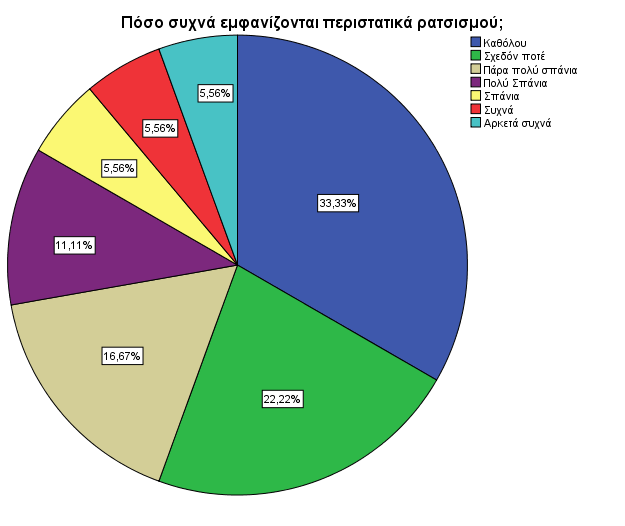 Πόσο συχνά εμφανίζονται περιστατικά ρατσισμού;
Καθόλου
Σχεδόν ποτέ
Πάρα πολύ σπάνια
Πολύ Σπάνια
Σπάνια
Συχνά
Αρκετά συχνά
5,56%
5,56%
5,56%
33,33%
11,11%
16,67%
22,22%